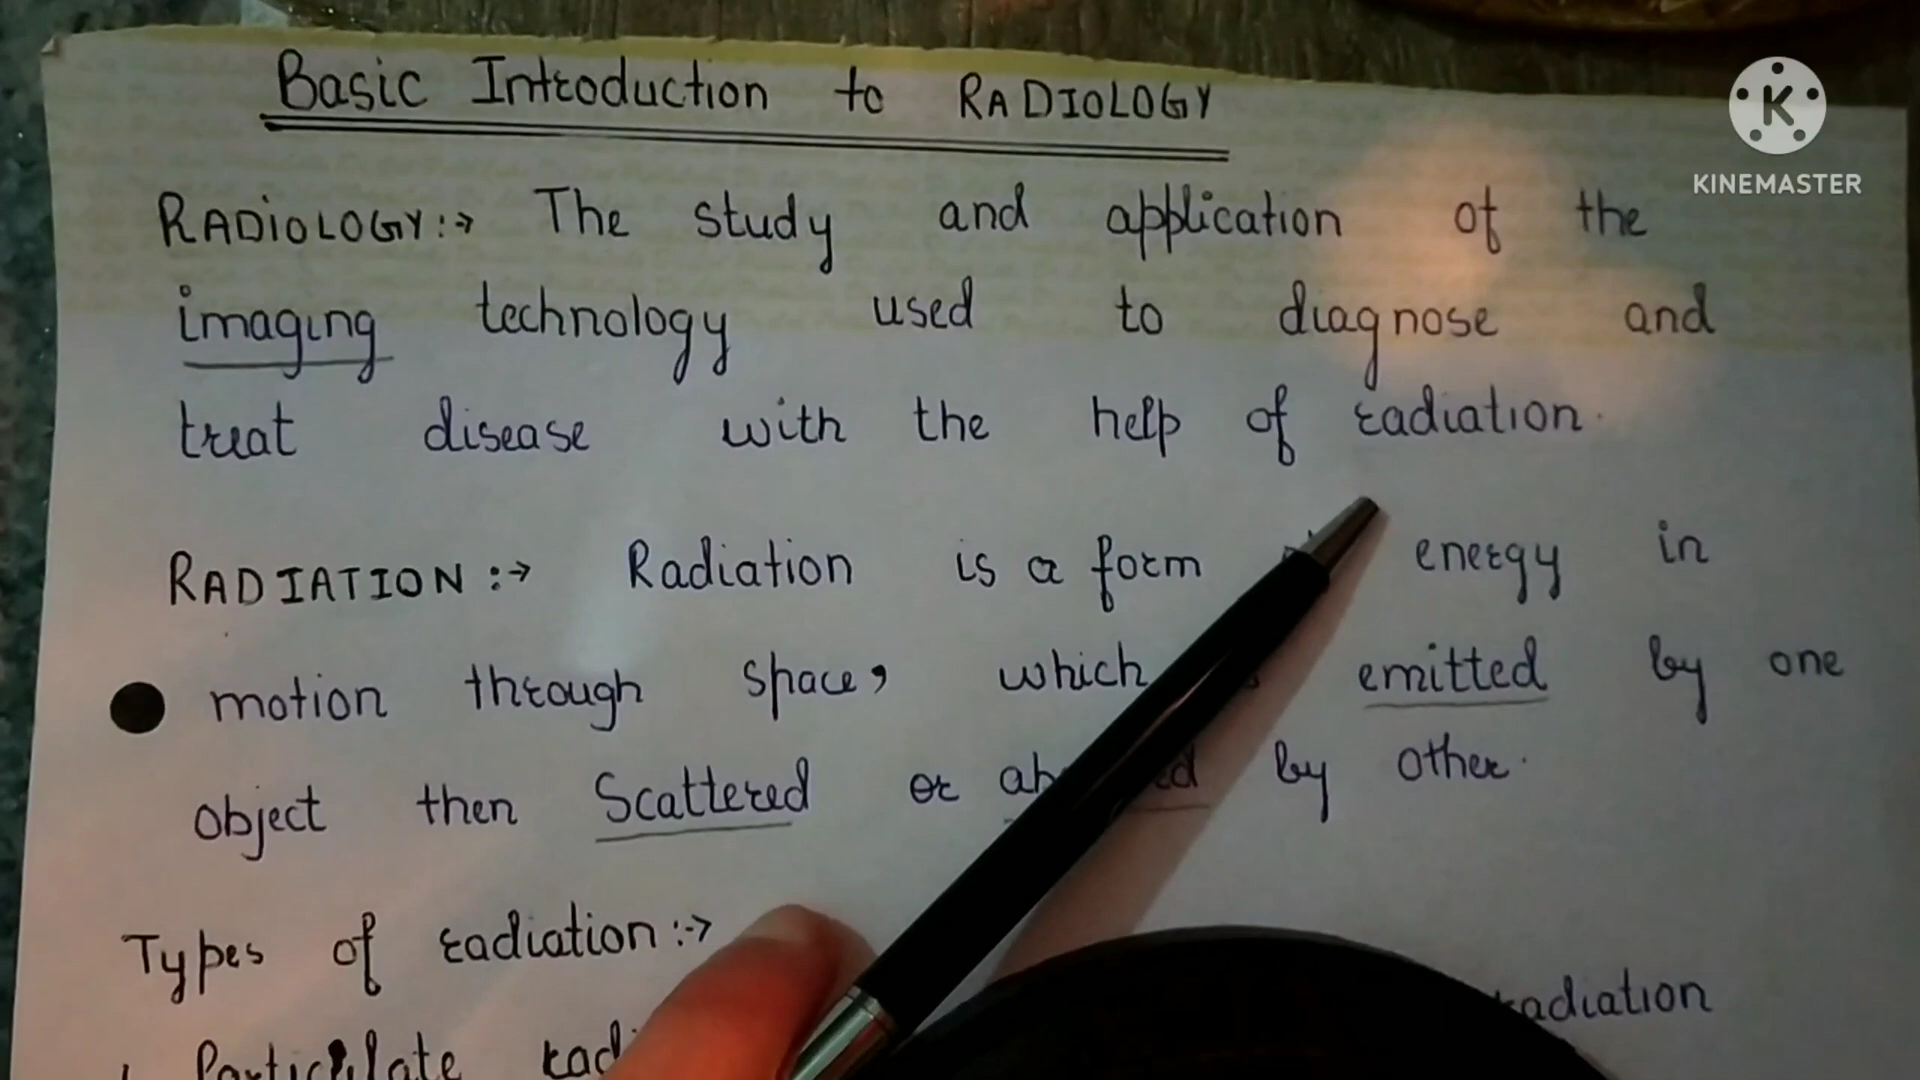 Basic Introduction to RADIOLOGY
K
KINEMASTER
RADIOLOGY:→ The study and application of the
imaging technology used to diagnose and
treat disease with the help of radiation.
RADIATION:→ Radiation is a form energy in
motion through space, which emitted by one
object then Scattered or by other.
Types of radiation:→
radiation
Particulate